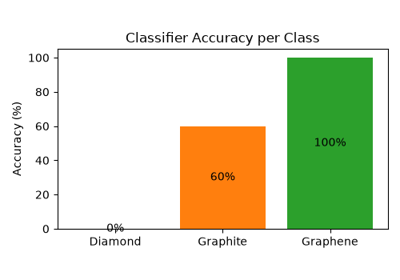 Classifier Accuracy per Class
Accuracy (%)
100
80
60
40
20
0
0%
60%
100%
Diamond
Graphite
Graphene